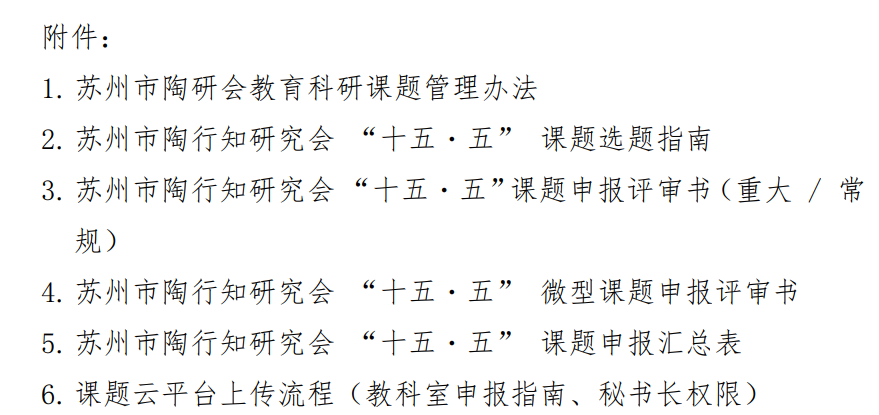 附件：
1. 苏州市陶研会教育科研课题管理办法
2. 苏州市陶行知研究会 “十五·五” 课题选题指南
3. 苏州市陶行知研究会 “十五·五”课题申报评审书（重大 / 常
规）
4. 苏州市陶行知研究会 “十五·五” 微型课题申报评审书
5. 苏州市陶行知研究会 “十五·五” 课题申报汇总表
6. 课题云平台上传流程（教科室申报指南、秘书长权限）